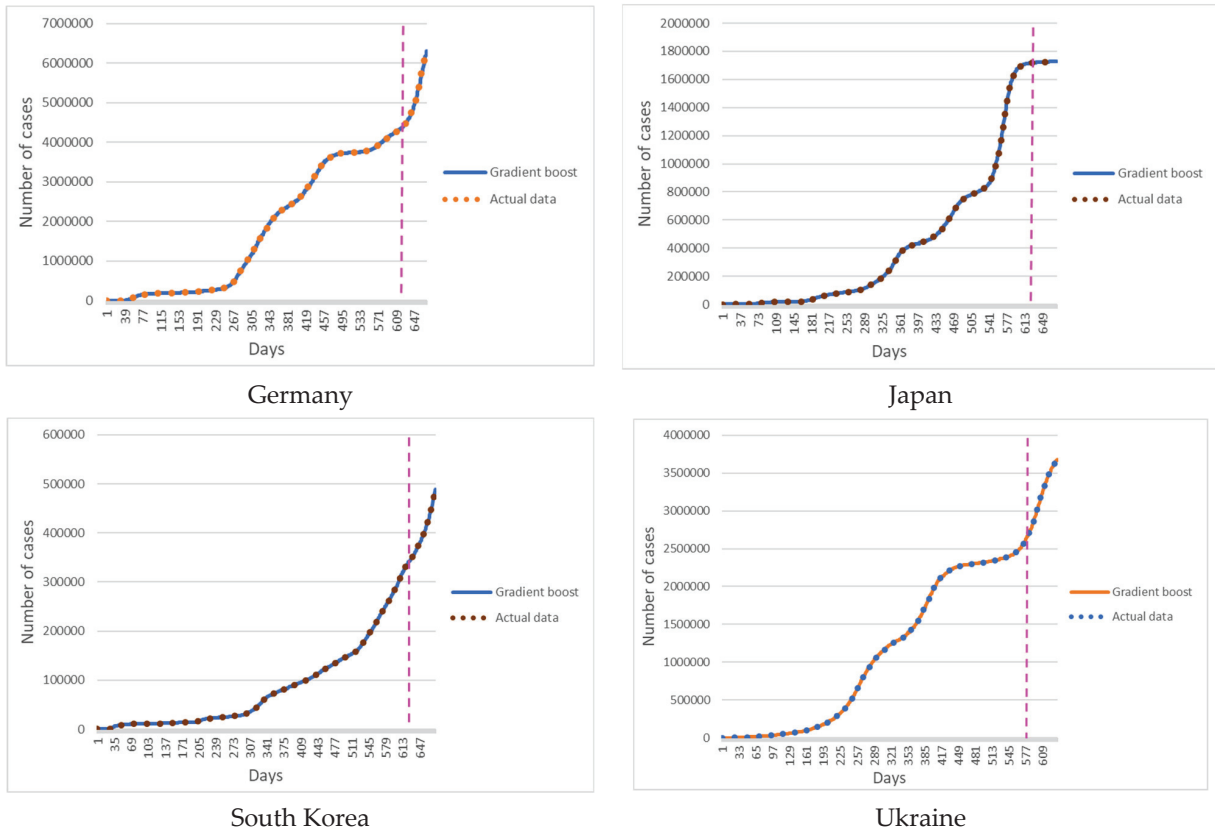 7000000
6000000
5000000
4000000
3000000
2000000
1000000
0
Number of cases
1 39 77 115 153 191 229 267 305 343 381 419 457 495 533 571 609 647
Days
Gradient boost
Actual data
Germany
2000000
1800000
1600000
1400000
1200000
1000000
800000
600000
400000
200000
0
Number of cases
1 37 73 109 145 181 217 253 289 325 361 397 433 469 505 541 577 613 649
Days
Gradient boost
Actual data
Japan
600000
500000
400000
300000
200000
100000
0
Number of cases
1 35 69 103 137 171 205 239 273 307 341 375 409 443 477 511 545 579 613 647
Days
Gradient boost
Actual data
South Korea
4000000
3500000
3000000
2500000
2000000
1500000
1000000
500000
0
Number of cases
1 33 65 97 129 161 193 225 257 289 321 353 385 417 449 481 513 545 577 609
Days
Gradient boost
Actual data
Ukraine